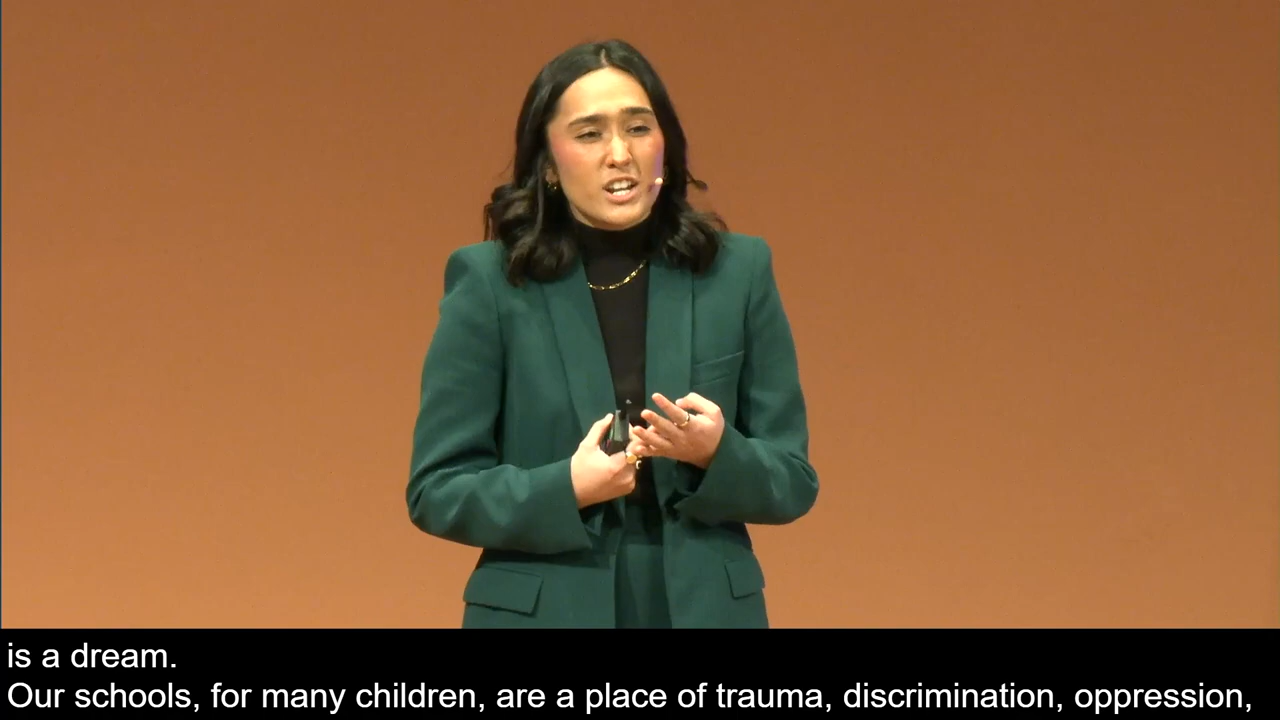 is a dream.
Our schools, for many children, are a place of trauma, discrimination, oppression,